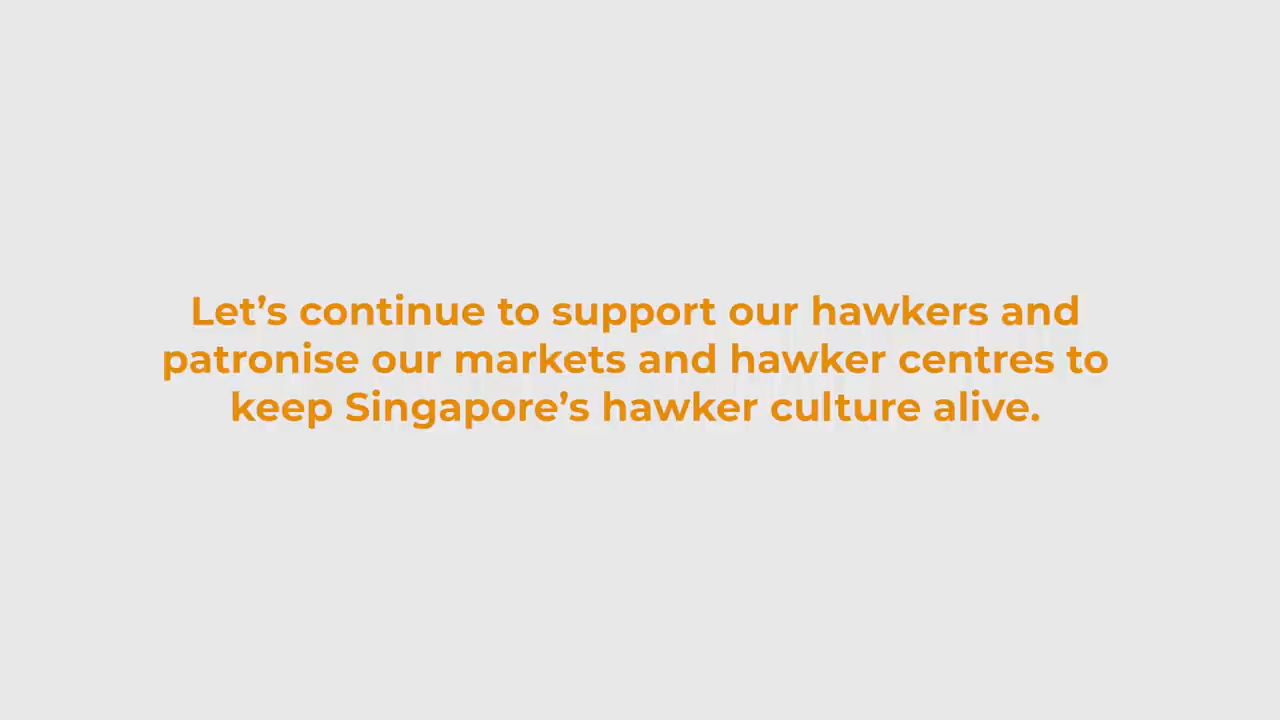 Let’s continue to support our hawkers and
patronise our markets and hawker centres to
keep Singapore’s hawker culture alive.